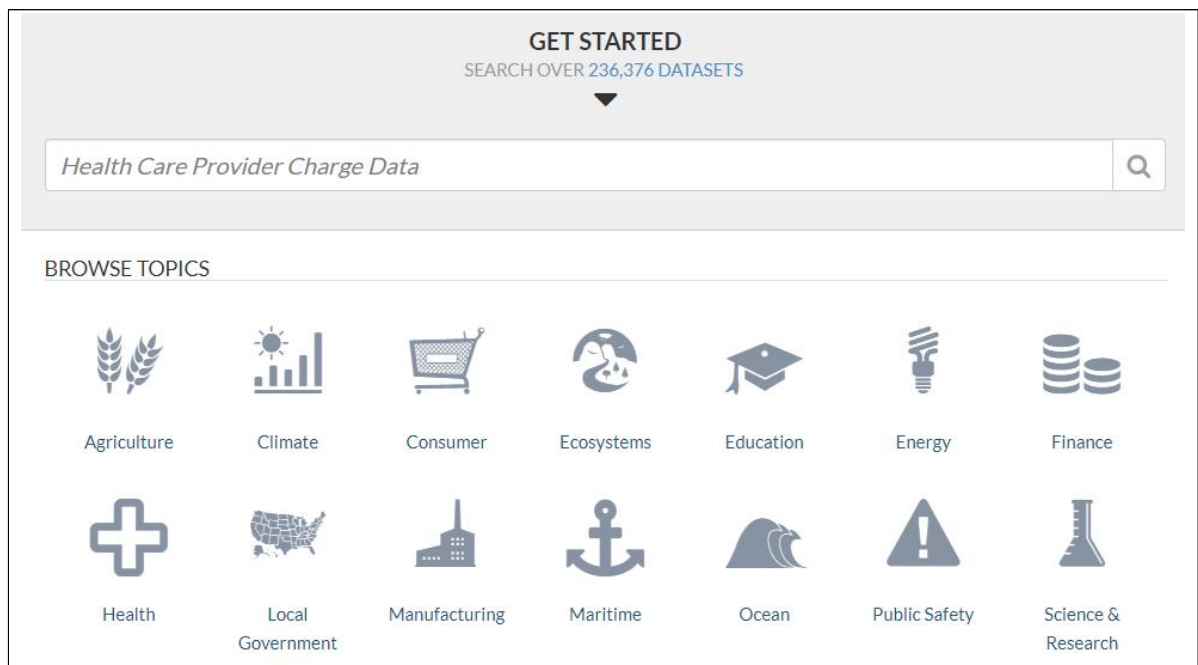 GET STARTED
SEARCH OVER 236,376 DATASETS
Health Care Provider Charge Data
BROWSE TOPICS
Agriculture
Climate
Consumer
Ecosystems
Education
Energy
Finance
Health
Local
Government
Manufacturing
Maritime
Ocean
Public Safety
Science &
Research